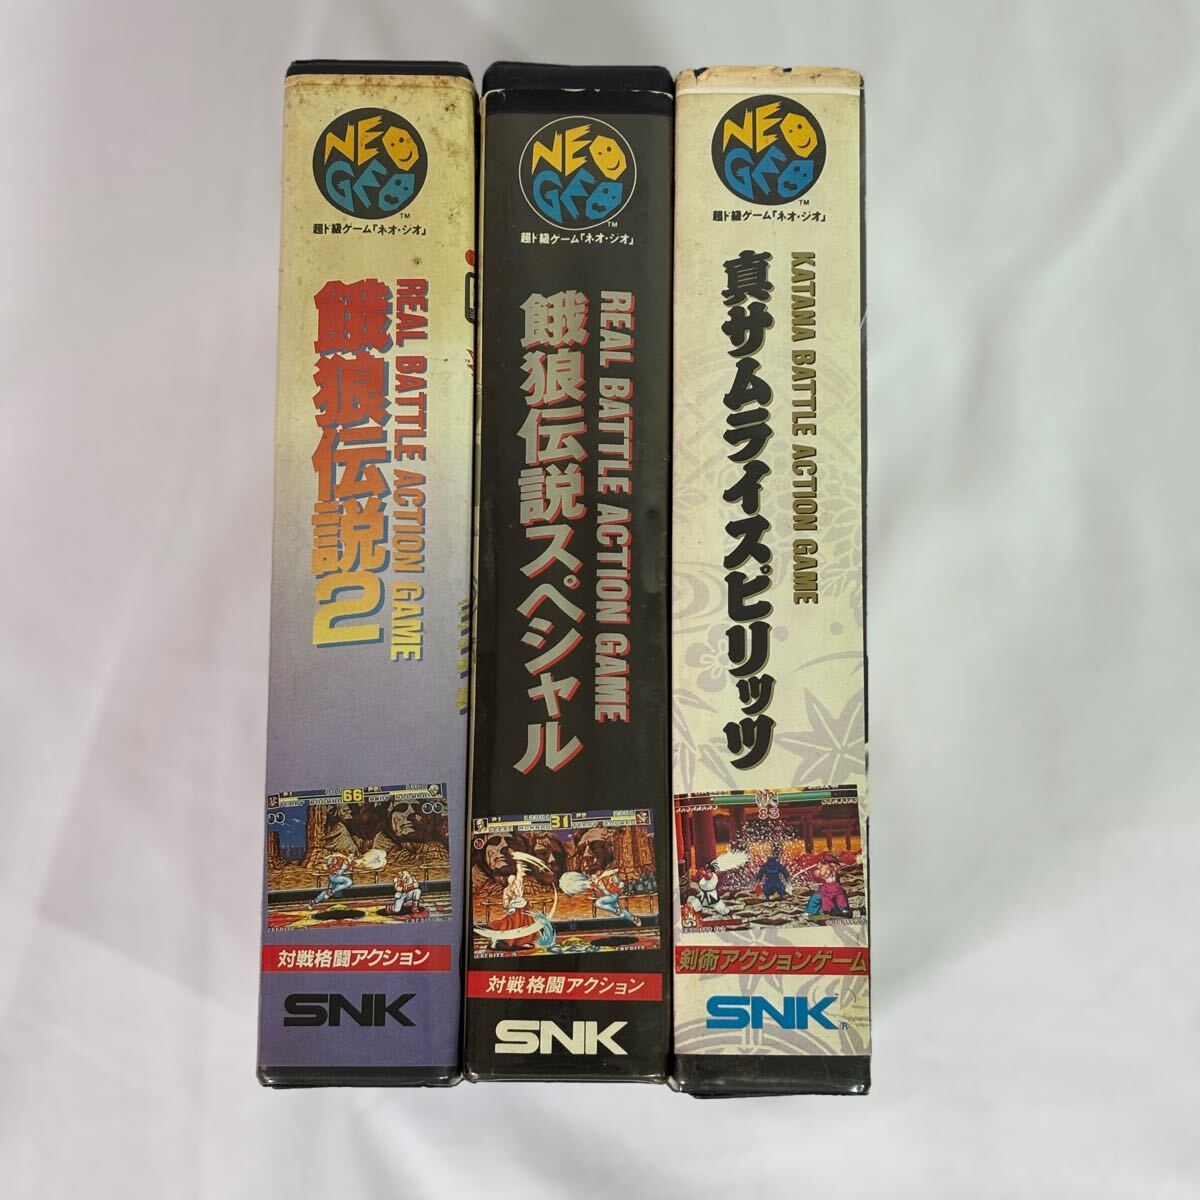 NEO
GEO
TM
超ド級ゲーム「ネオ・ジオ」
REAL BATTLE ACTION GAME
餓狼伝説2
対戦格闘アクション
SNK
NEO
GEO
TM
超ド級ゲーム「ネオ・ジオ」
REAL BATTLE ACTION GAME
餓狼伝説スペシャル
対戦格闘アクション
SNK
NEO
GEO
TM
超ド級ゲーム「ネオ・ジオ」
KATANA BATTLE ACTION GAME
真サムライスピリッツ
剣術アクションゲーム
SNK